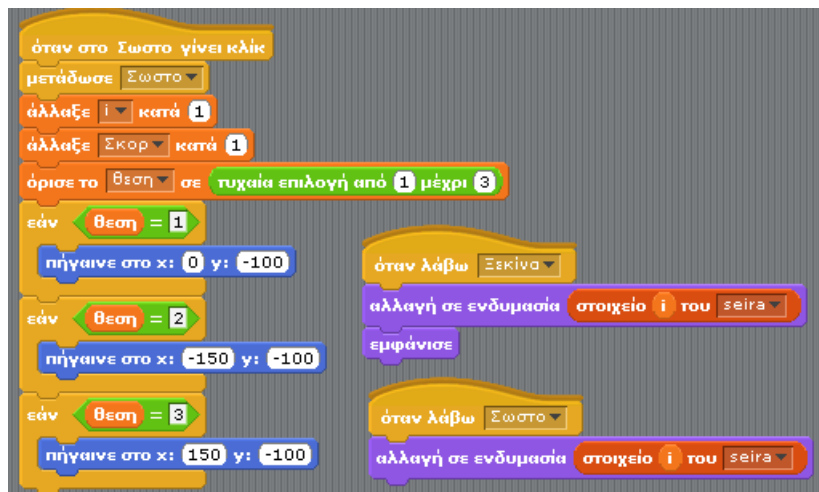 όταν στο Σωστο γίνει κλίκ
μετάδωσε Σωστο
άλλαξε i κατά 1
άλλαξε Σκορ κατά 1
όρισε το θεση σε τυχαία επιλογή από 1 μέχρι 3
εάν θεση = 1
πήγαινε στο x: 0 y: -100
εάν θεση = 2
πήγαινε στο x: -150 y: -100
εάν θεση = 3
πήγαινε στο x: 150 y: -100
όταν λάβω Ξεκίνα
αλλαγή σε ενδυμασία στοιχείο i του seira
εμφάνισε
όταν λάβω Σωστο
αλλαγή σε ενδυμασία στοιχείο i του seira